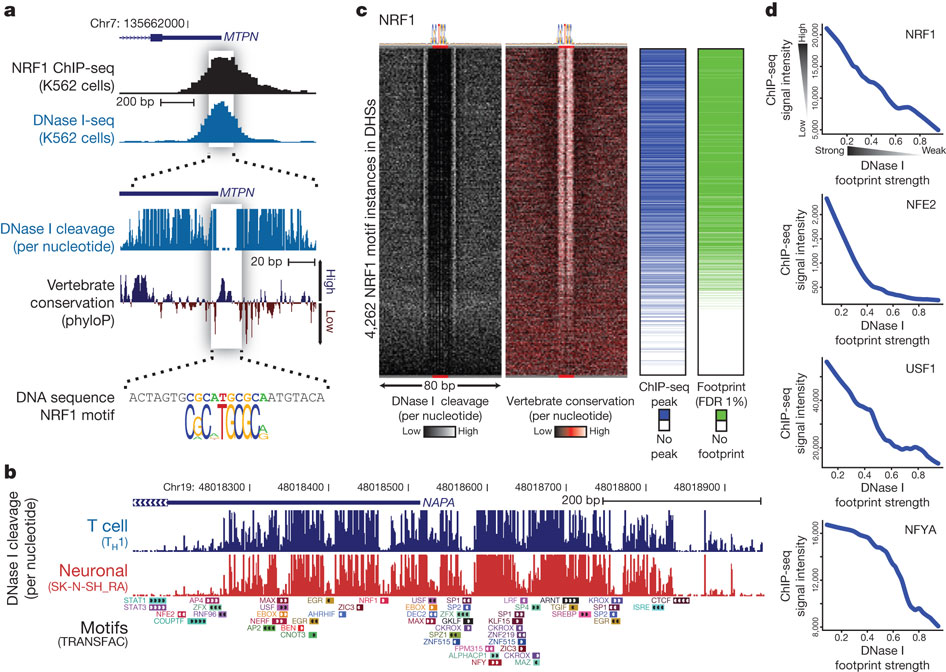 a
Chr7: 135662000
MTPN
NRF1 ChIP-seq
(K562 cells)
200 bp
DNase I-seq
(K562 cells)
MTPN
DNase I cleavage
(per nucleotide)
20 bp
Vertebrate
conservation
(phyloP)
High
Low
DNA sequence
ACTAGTGCGCATGCGCAATGTACA
NRF1 motif
b
Chr19: 48018300
48018400
48018500
48018600
48018700
48018800
48018900
NAPA
200 bp
DNase I cleavage
(per nucleotide)
T cell
(TH1)
Neuronal
(SK-N-SH_RA)
Motifs
(TRANSFAC)
STAT1 AP4 MAX EGR NRF1 USF SP1 LRF ARNT KROX CTCF
STAT3 ZFX USF ZIC3 EBOX SP2 SP4 TGIF SP1 ISRE
NFE2 RNF96 EBOX AHRHIF DEC2 ZFX SP1 SREBP SP2
COUPTF NERF EGR MAX GKLF KLF15 EGR
AP2 BEN CKROX CKROX
CNOT3 SPZ1 ZNF219
ZNF515 ZNF515
FPM315 ZIC3
ALPHACP1 CKROX
NFY MAZ
c
NRF1
4,262 NRF1 motif instances in DHSs
80 bp
DNase I cleavage
(per nucleotide)
Low High
Vertebrate conservation
(per nucleotide)
Low High
ChIP-seq
peak
No
peak
Footprint
(FDR 1%)
No
footprint
d
NRF1
ChIP-seq
signal intensity
High
Low
20,000
15,000
10,000
5,000
0.2 0.4 0.6 0.8
Strong Weak
DNase I
footprint strength
NFE2
ChIP-seq
signal intensity
2,000
1,500
1,000
500
0.2 0.4 0.6 0.8
DNase I
footprint strength
USF1
ChIP-seq
signal intensity
40,000
20,000
0.2 0.4 0.6 0.8
DNase I
footprint strength
NFYA
ChIP-seq
signal intensity
16,000
12,000
8,000
0.2 0.4 0.6 0.8
DNase I
footprint strength